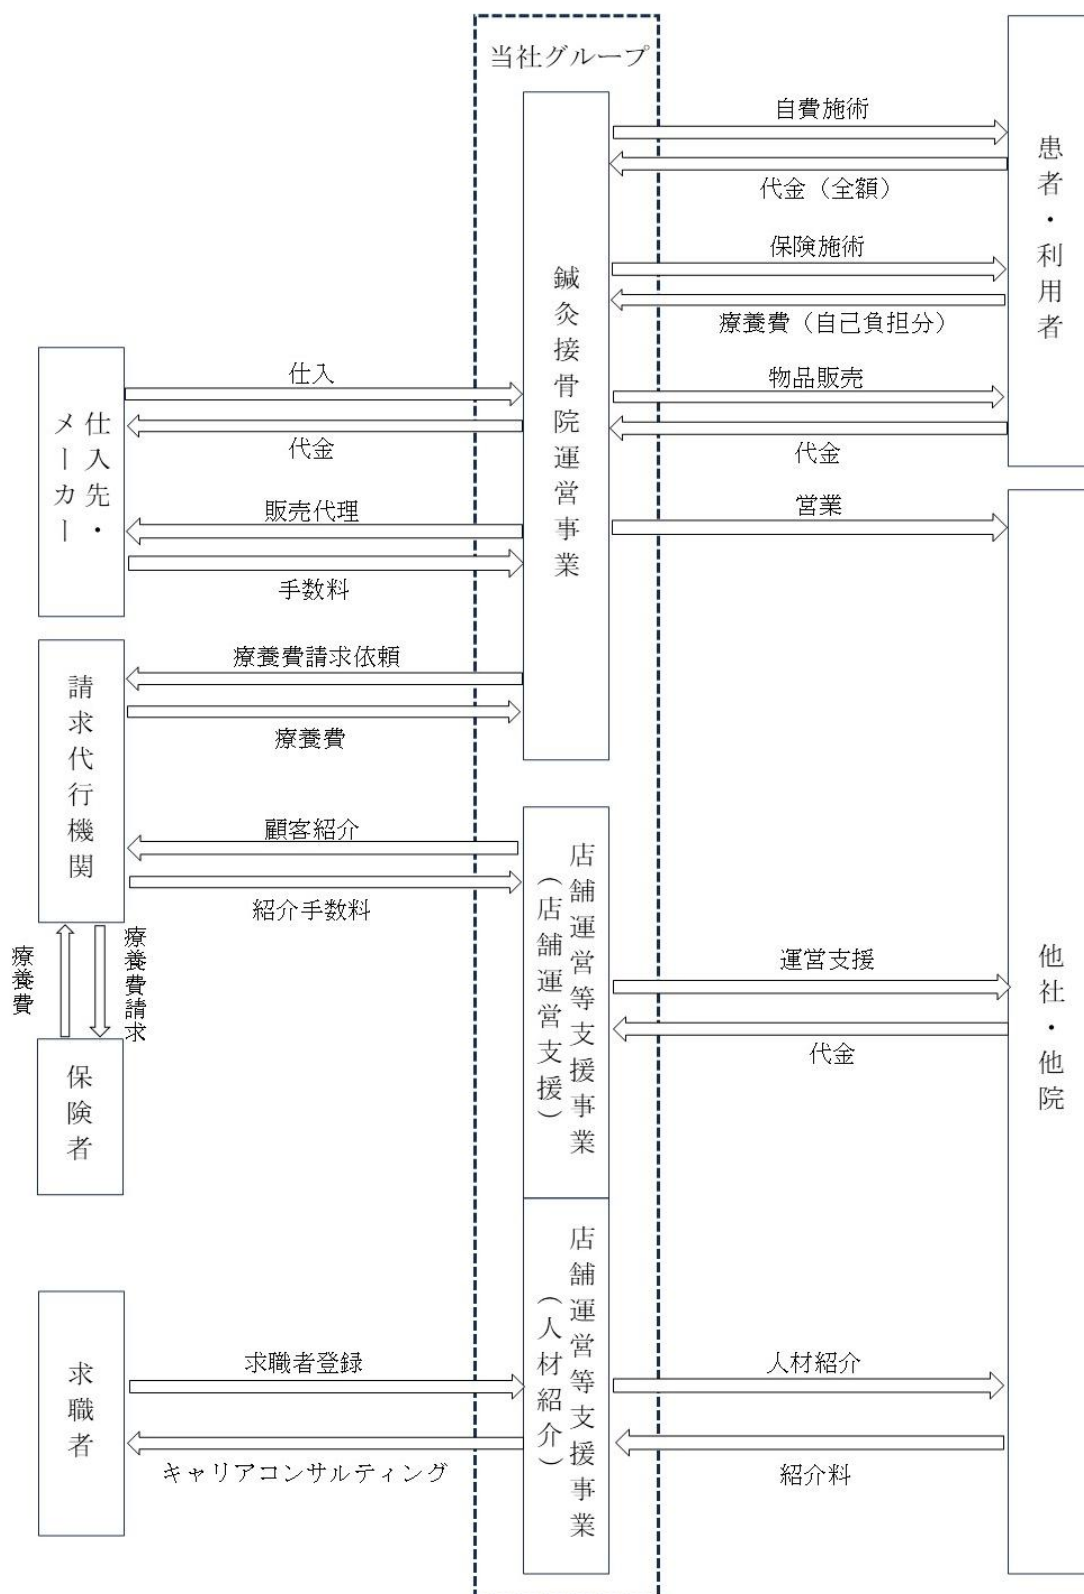 当社グループ
自費施術
代金（全額）
保険施術
療養費（自己負担分）
物品販売
代金
営業
患者・利用者
鍼灸接骨院運営事業
仕入
代金
販売代理
手数料
仕入先・
メーカー
療養費請求依頼
療養費
請求代行機関
顧客紹介
紹介手数料
療養費
療養費請求
保険者
店舗運営等支援事業
（店舗運営支援）
運営支援
代金
他社・他院
求職者
求職者登録
キャリアコンサルティング
店舗運営等支援事業
（人材紹介）
人材紹介
紹介料